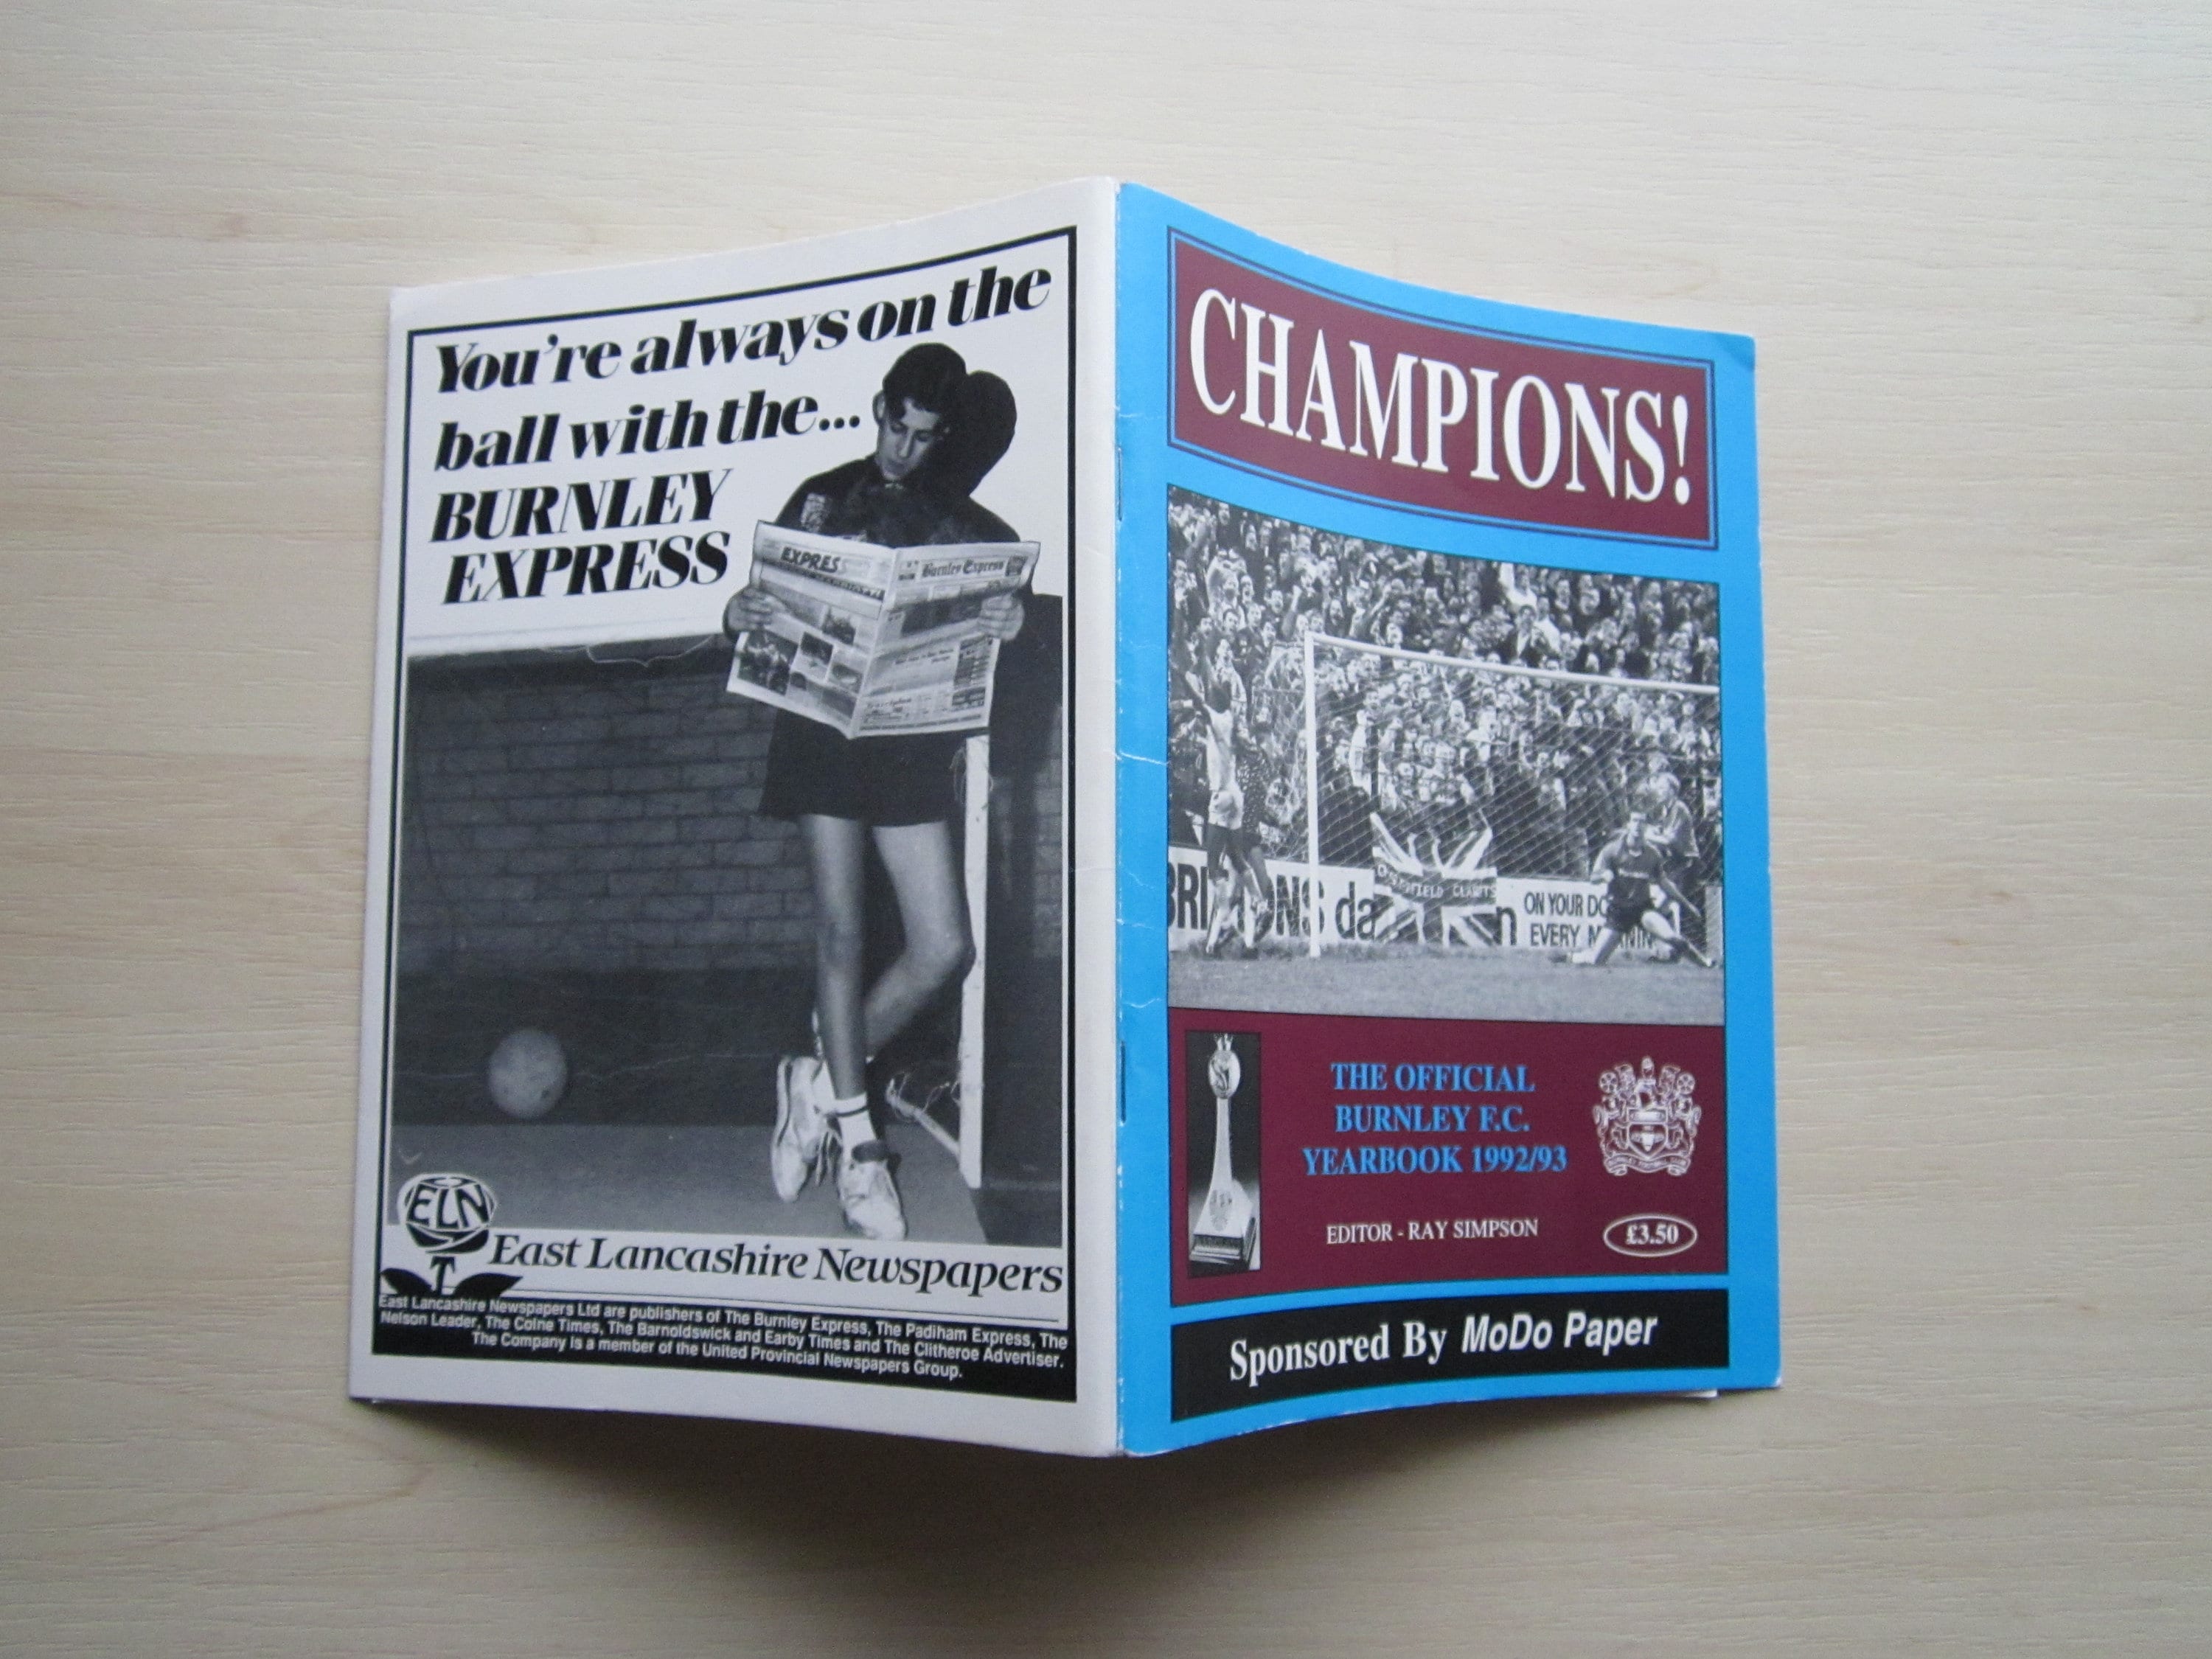 You're always on the
ball with the...
BURNLEY
EXPRESS
EXPRESS
Burnley Express
ELN
East Lancashire Newspapers
East Lancashire Newspapers Ltd are publishers of The Burnley Express, The Padiham Express, The
Nelson Leader, The Colne Times, The Barnoldswick and Earby Times and The Clitheroe Advertiser.
The Company is a member of the United Provincial Newspapers Group.
CHAMPIONS!
CLARETS
ON YOUR
EVERY
THE OFFICIAL
BURNLEY F.C.
YEARBOOK 1992/93
EDITOR - RAY SIMPSON
£3.50
Sponsored By MoDo Paper